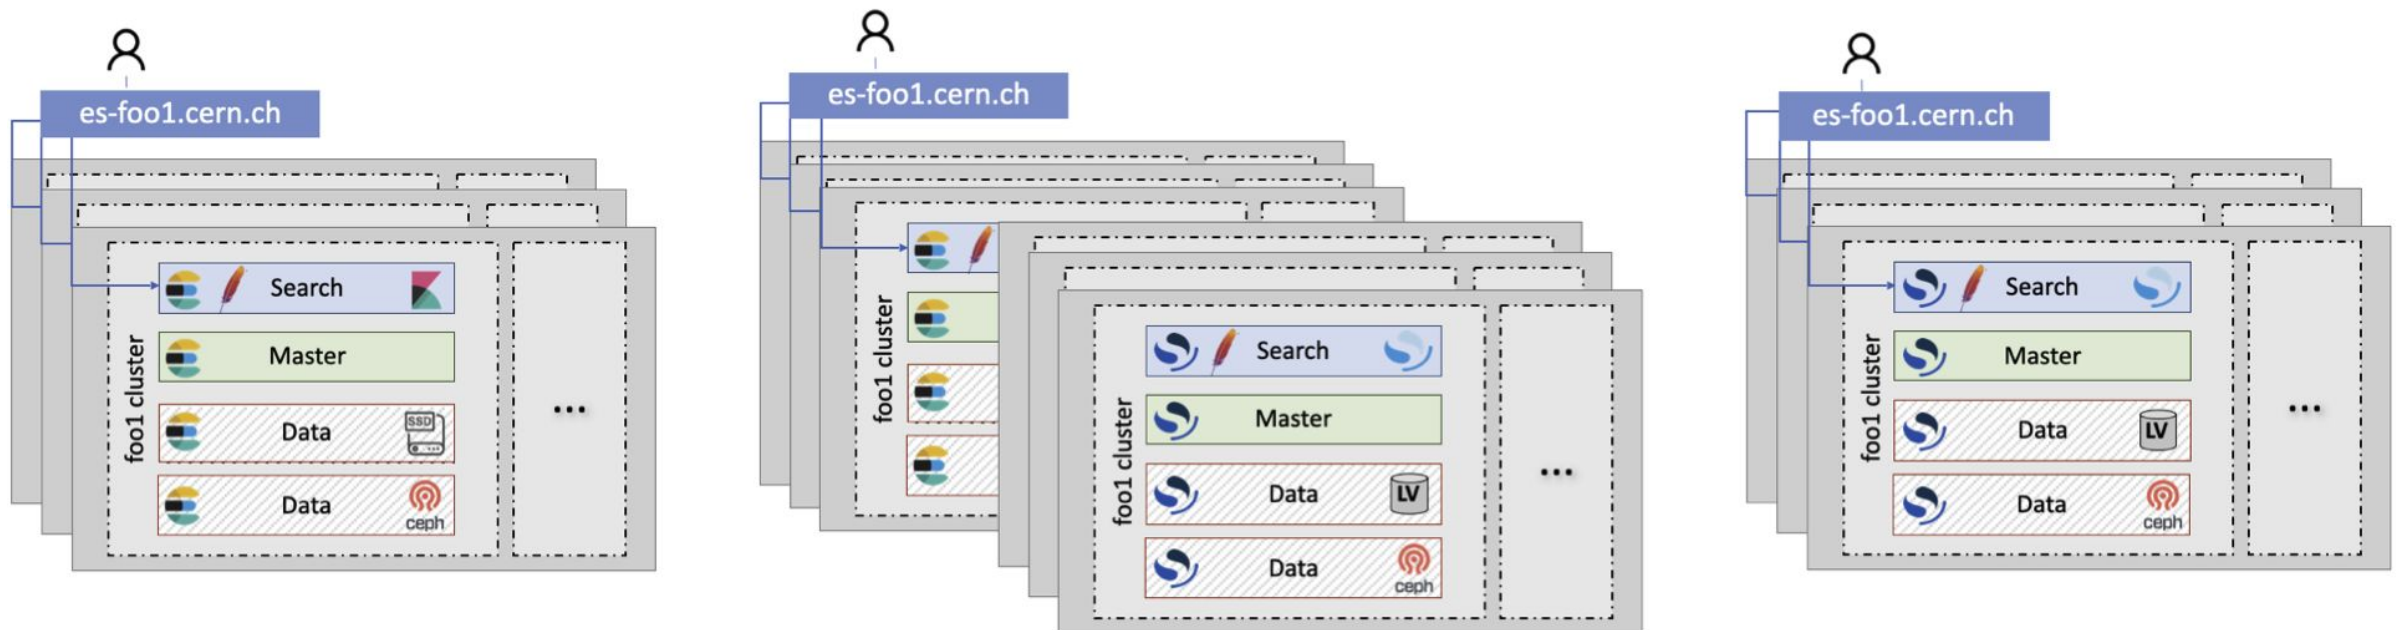 es-foo1.cern.ch
foo1 cluster
Search
Master
Data
SSD
Data
ceph
...
es-foo1.cern.ch
foo1 cluster
foo1 cluster
Search
Master
Data
LV
Data
ceph
...
es-foo1.cern.ch
foo1 cluster
Search
Master
Data
LV
Data
ceph
...